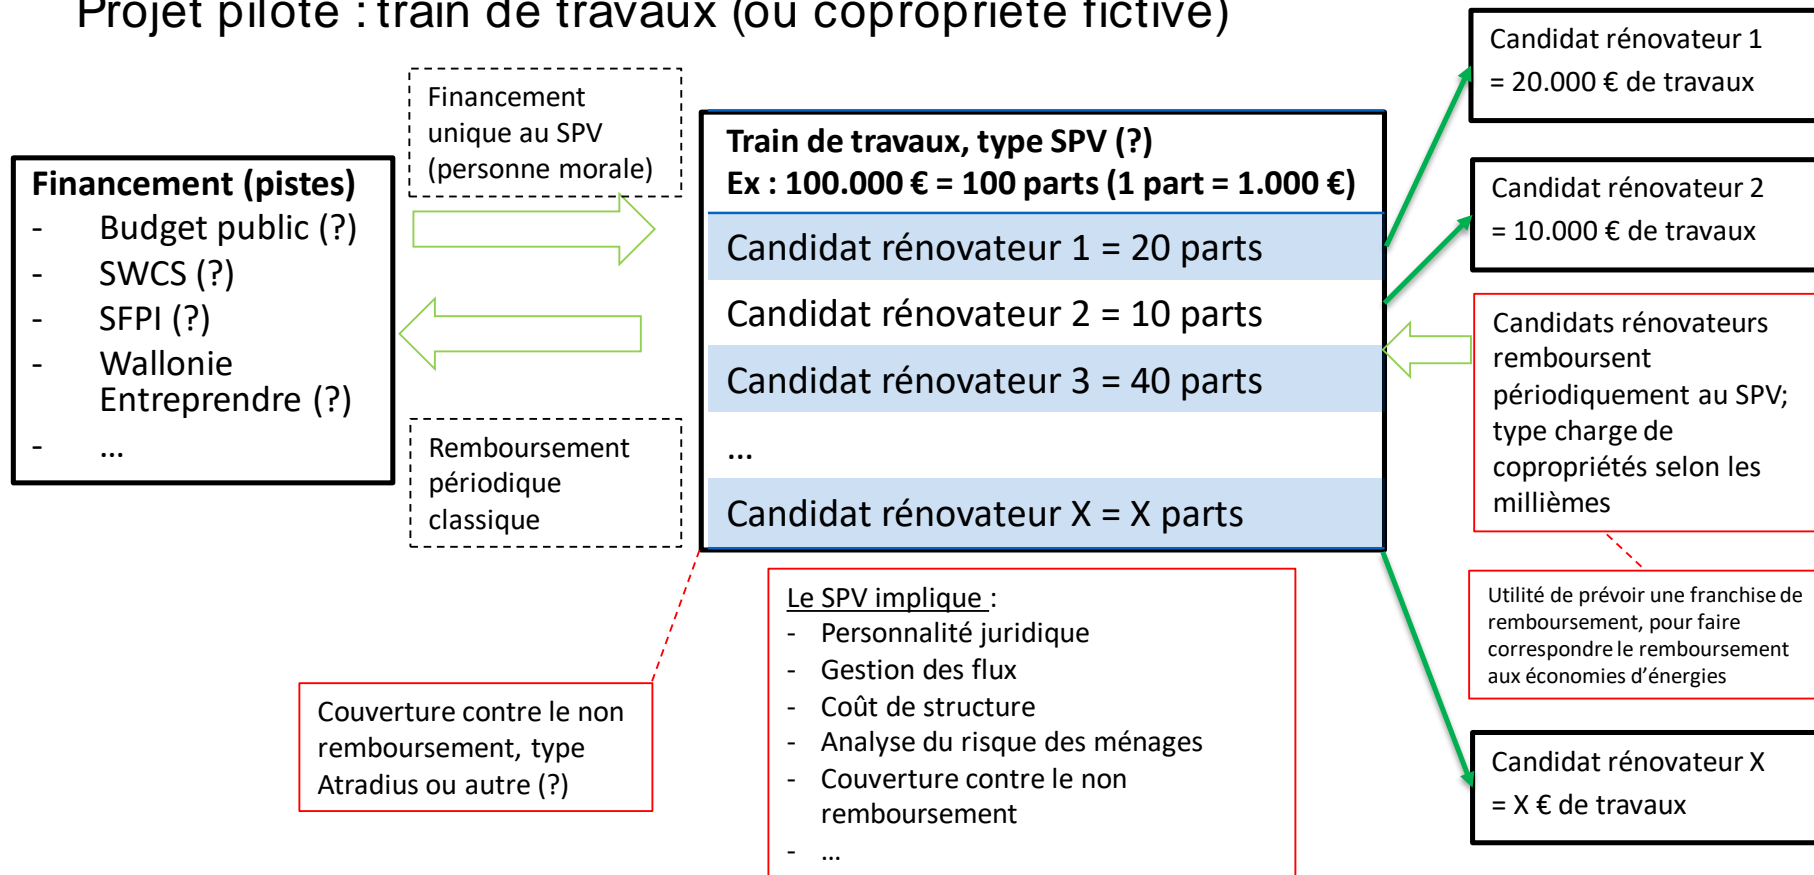 Projet pilote : train de travaux (ou copropriété fictive)
Financement
unique au SPV
(personne morale)
Financement (pistes)
- Budget public (?)
- SWCS (?)
- SFPI (?)
- Wallonie
Entreprendre (?)
- ...
Remboursement
périodique
classique
Train de travaux, type SPV (?)
Ex : 100.000 € = 100 parts (1 part = 1.000 €)
Candidat rénovateur 1 = 20 parts
Candidat rénovateur 2 = 10 parts
Candidat rénovateur 3 = 40 parts
...
Candidat rénovateur X = X parts
Candidat rénovateur 1
= 20.000 € de travaux
Candidat rénovateur 2
= 10.000 € de travaux
Candidats rénovateurs
remboursent
périodiquement au SPV;
type charge de
copropriétés selon les
millièmes
Utilité de prévoir une franchise de
remboursement, pour faire
correspondre le remboursement
aux économies d’énergies
Candidat rénovateur X
= X € de travaux
Couverture contre le non
remboursement, type
Atradius ou autre (?)
Le SPV implique :
- Personnalité juridique
- Gestion des flux
- Coût de structure
- Analyse du risque des ménages
- Couverture contre le non
remboursement
- ...